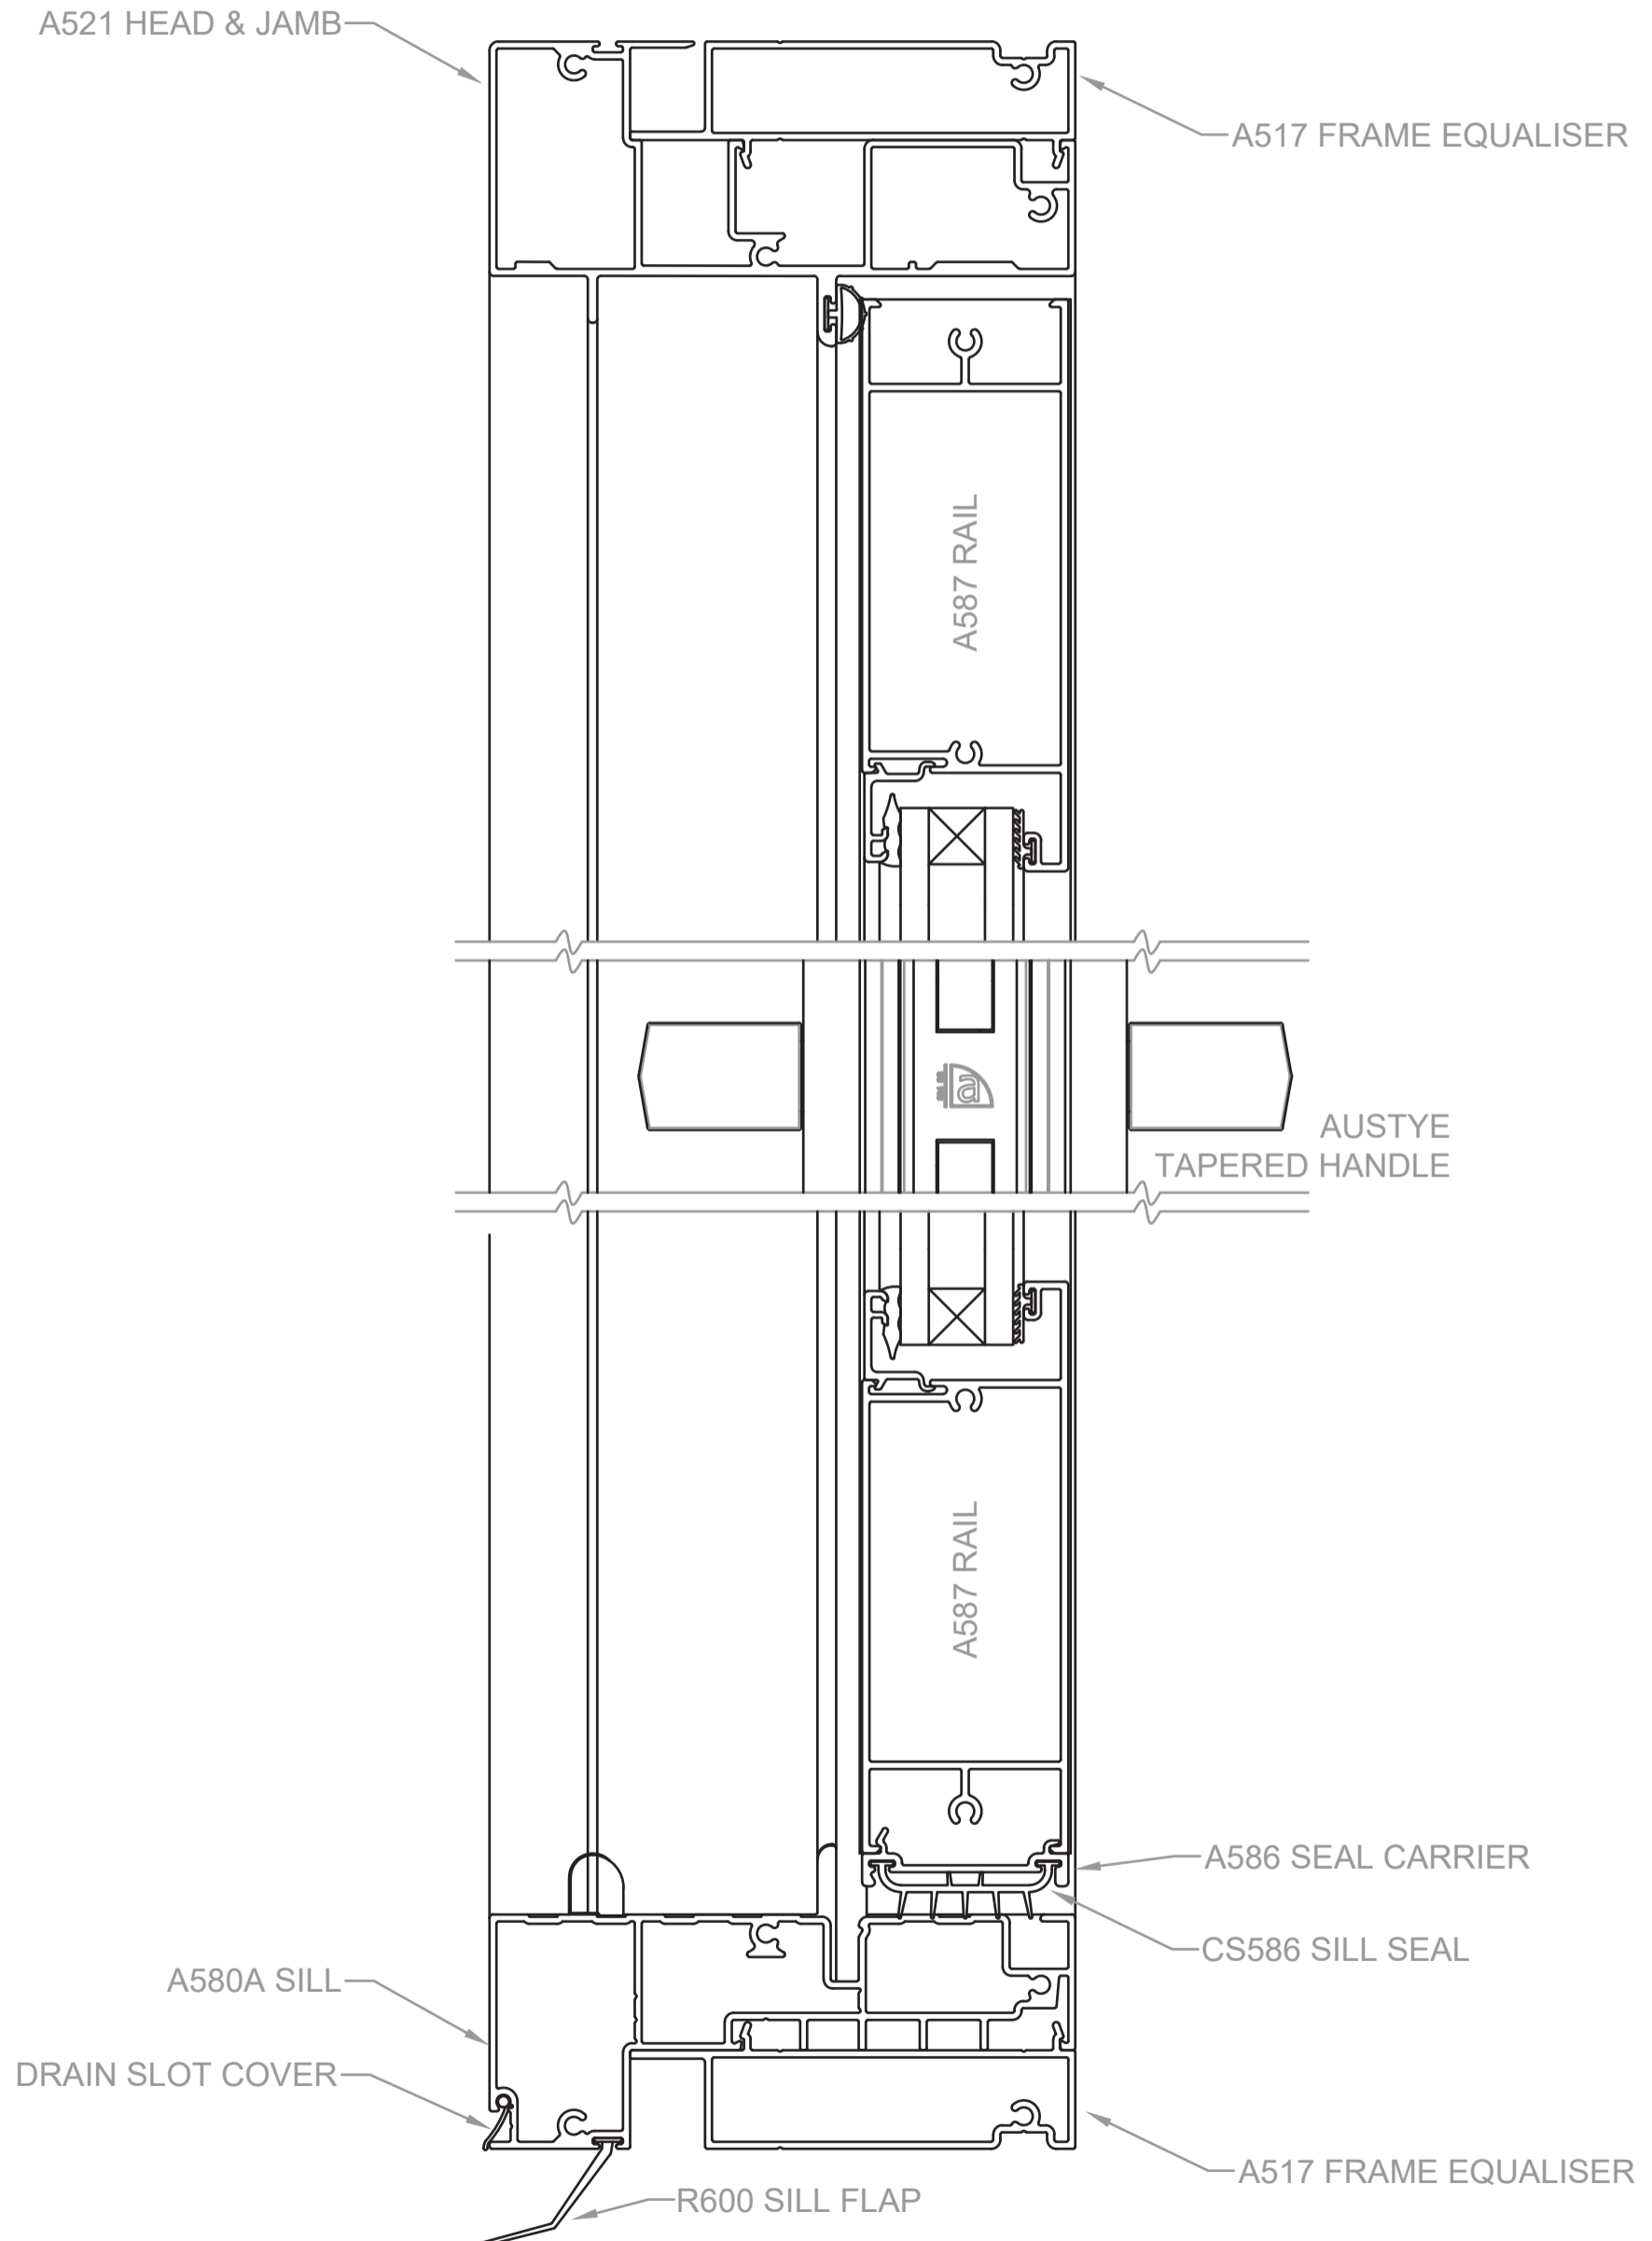 A521 HEAD & JAMB
A517 FRAME EQUALISER
A587 RAIL
a
AUSTYE
TAPERED HANDLE
A587 RAIL
A586 SEAL CARRIER
CS586 SILL SEAL
A580A SILL
DRAIN SLOT COVER
A517 FRAME EQUALISER
R600 SILL FLAP